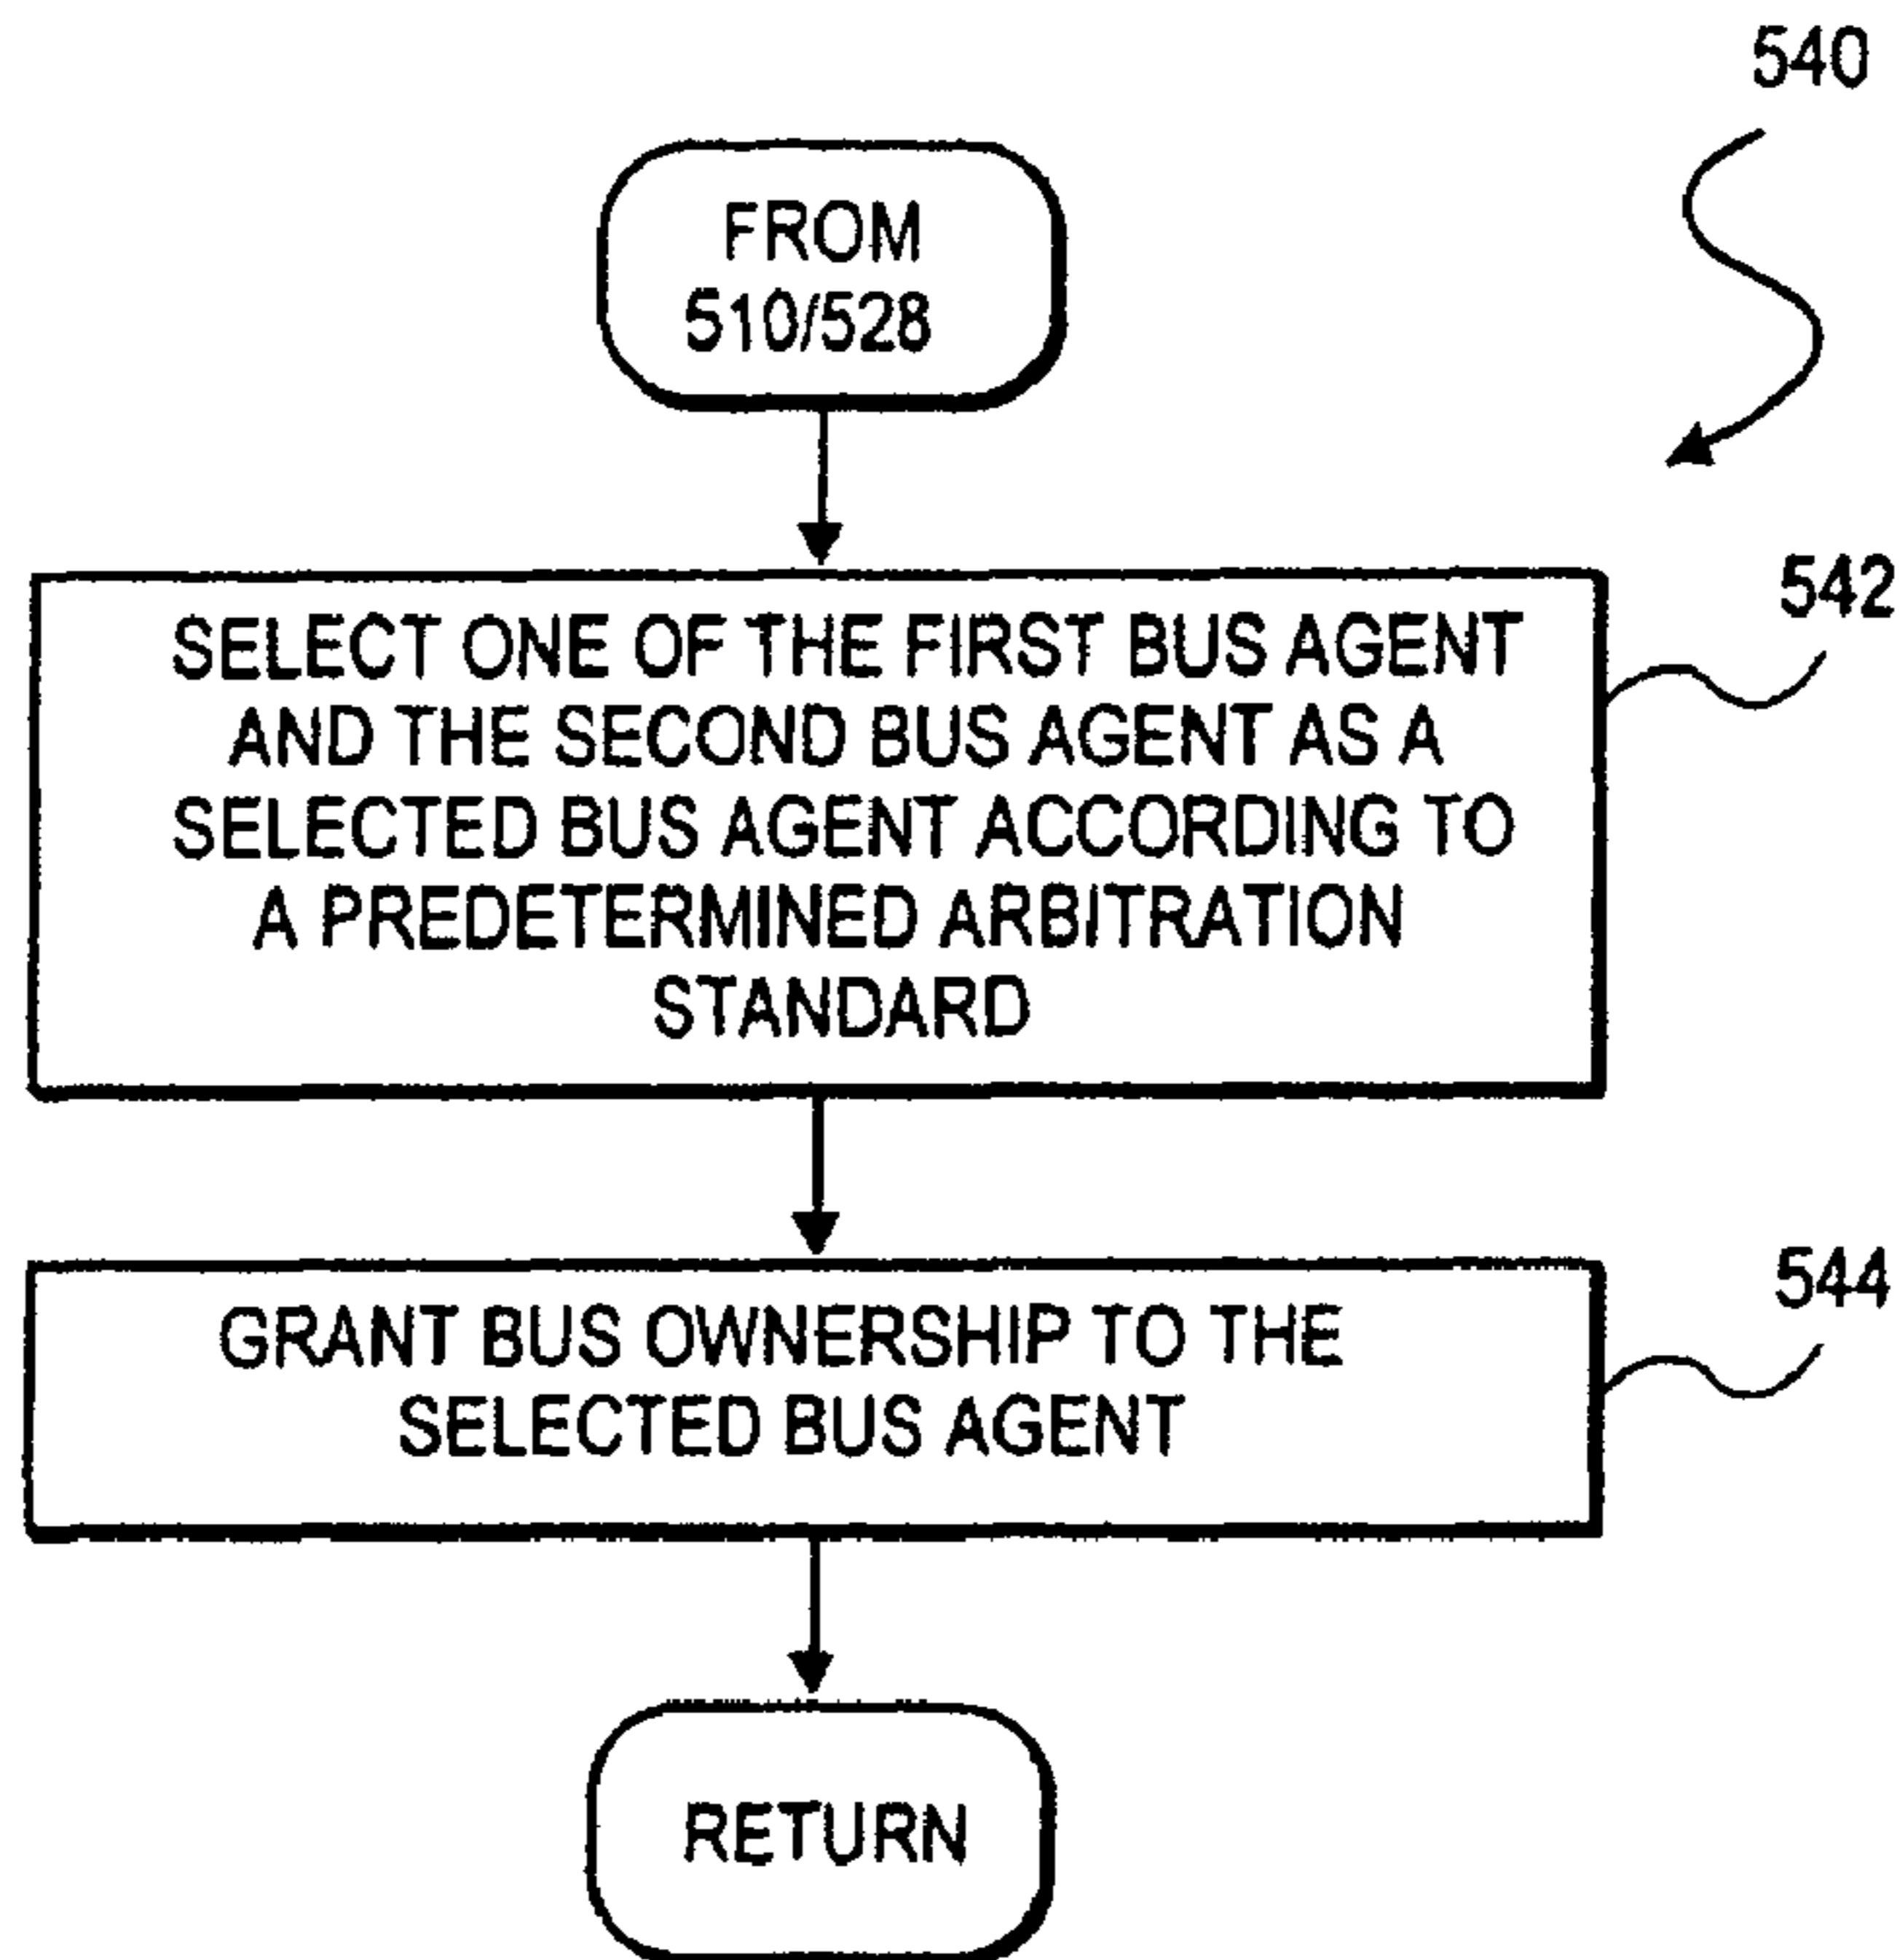 540
FROM
510/528
542
SELECT ONE OF THE FIRST BUS AGENT
AND THE SECOND BUS AGENT AS A
SELECTED BUS AGENT ACCORDING TO
A PREDETERMINED ARBITRATION
STANDARD
544
GRANT BUS OWNERSHIP TO THE
SELECTED BUS AGENT
RETURN